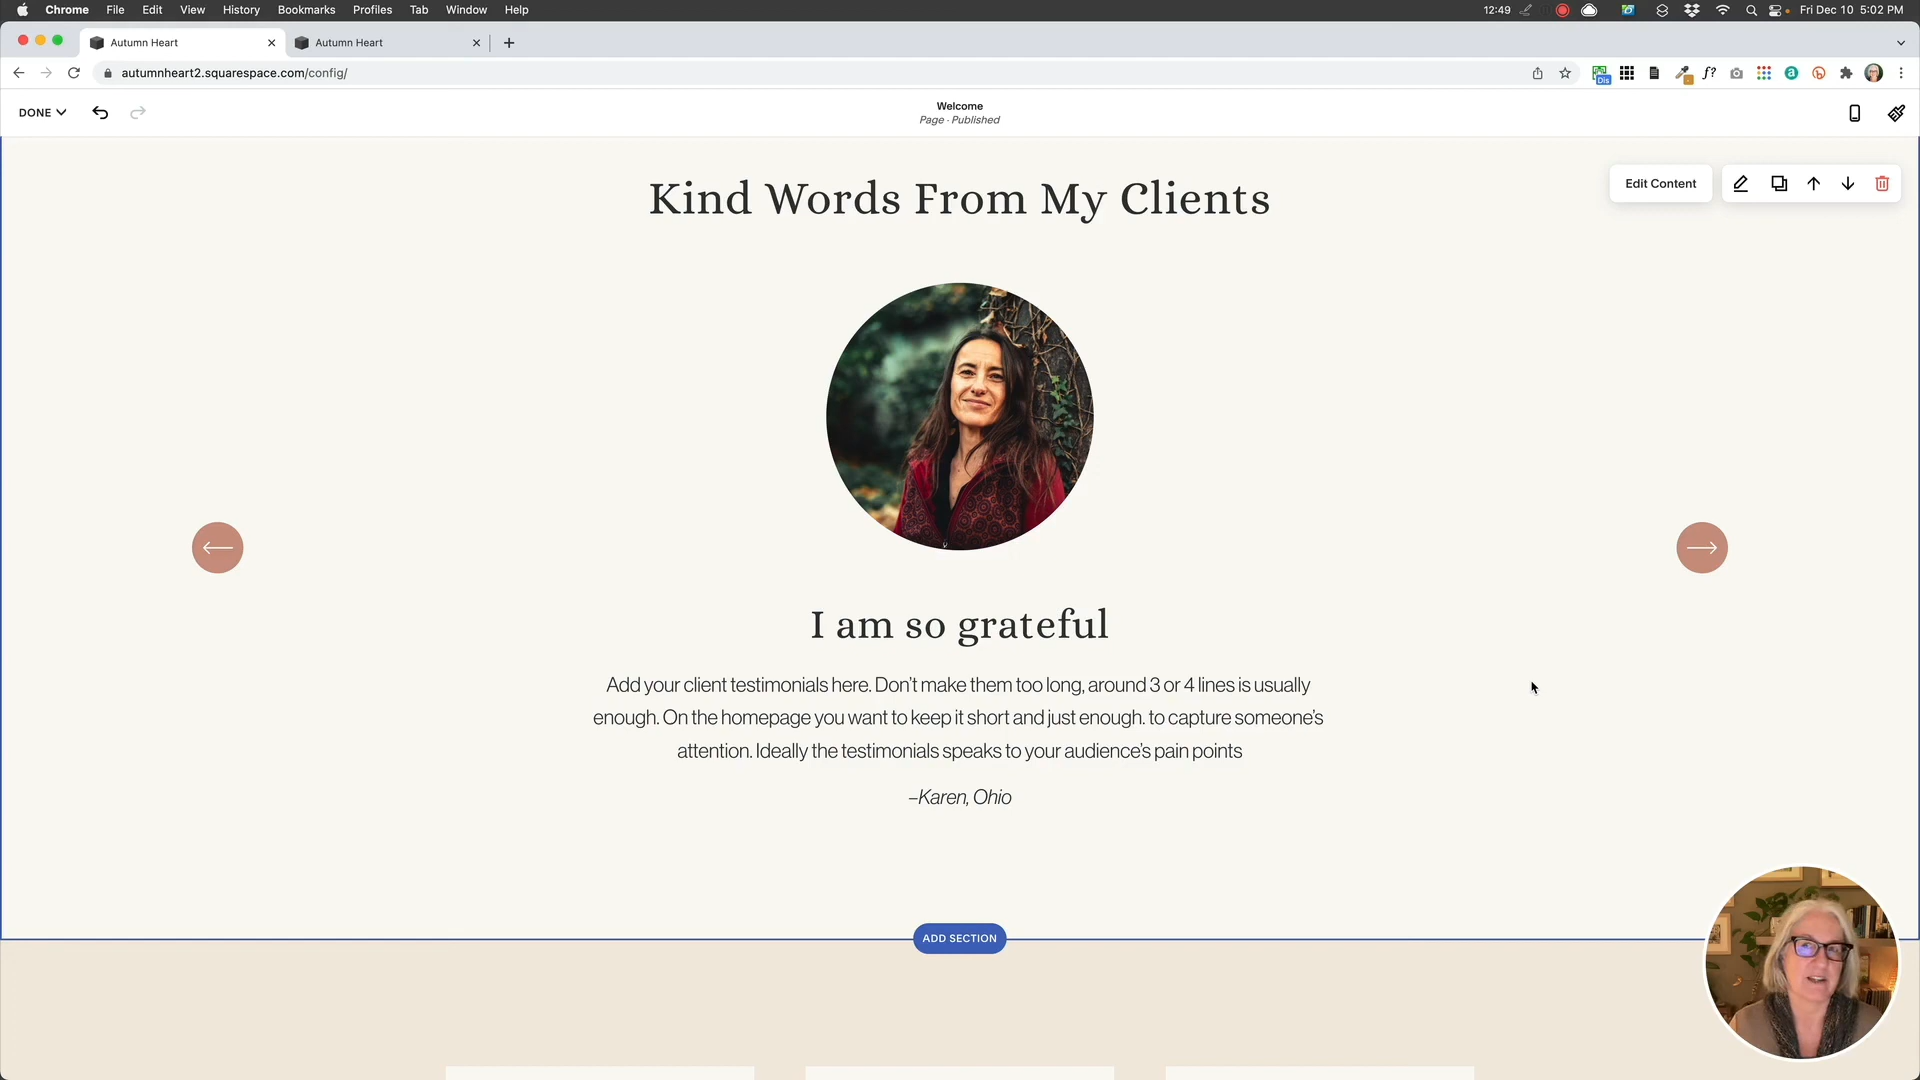 Chrome File Edit View History Bookmarks Profiles Tab Window Help 12:49 Fri Dec 10 5:02 PM
Autumn Heart Autumn Heart
autumnheart2.squarespace.com/config/ Dis f? a
DONE Welcome
Page · Published
Edit Content
Kind Words From My Clients
I am so grateful
Add your client testimonials here. Don't make them too long, around 3 or 4 lines is usually
enough. On the homepage you want to keep it short and just enough. to capture someone's
attention. Ideally the testimonials speaks to your audience's pain points
–Karen, Ohio
ADD SECTION